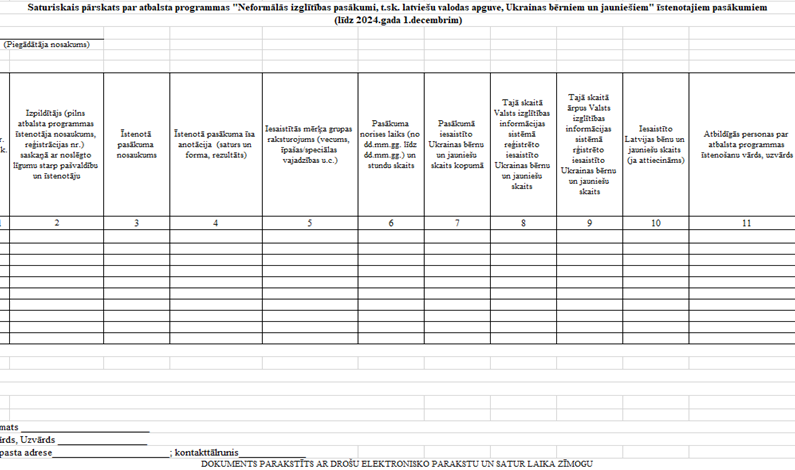 Saturiskais pārskats par atbalsta programmas "Neformālās izglītības pasākumi, t.sk. latviešu valodas apguve, Ukrainas bērniem un jauniešiem" īstenotajiem pasākumiem
(līdz 2024.gada 1.decembrim)
(Piegādātāja nosakums)
r.
k.
Izpildītājs (pilns
atbalsta programmas
īstenotāja nosaukums,
reģistrācijas nr.)
saskaņā ar noslēgto
līgumu starp pašvaldību
un īstenotāju
Īstenotā
pasākuma
nosaukums
Īstenotā pasākuma īsa
anotācija (saturs un
forma, rezultāts)
Iesaistītās mērķa grupas
raksturojums (vecums,
īpašas/speciālas
vajadzības u.c.)
Pasākuma
norises laiks (no
dd.mm.gg. līdz
dd.mm.gg.) un
stundu skaits
Pasākumā
iesaistīto
Ukrainas bērnu
un jauniešu
skaits kopumā
Tajā skaitā
Valsts izglītības
informācijas
sistēmā
reģistrēto
iesaistīto
Ukrainas bērnu
un jauniešu
skaits
Tajā skaitā
ārpus Valsts
izglītības
informācijas
sistēmā
rģistrēto
iesaistīto
Ukrainas bērnu
un jauniešu
skaits
Iesaistīto
Latvijas bēnu un
jauniešu skaits
(ja attiecināms)
Atbildīgās personas par
atbalsta programmas
īstenošanu vārds, uzvārds
1 2 3 4 5 6 7 8 9 10 11
mats
irds, Uzvārds
pasta adrese ; kontakttālrunis
DOKUMENTS PARAKSTĪTS AR DROŠU ELEKTRONISKO PARAKSTU UN SATUR LAIKA ZĪMOGU